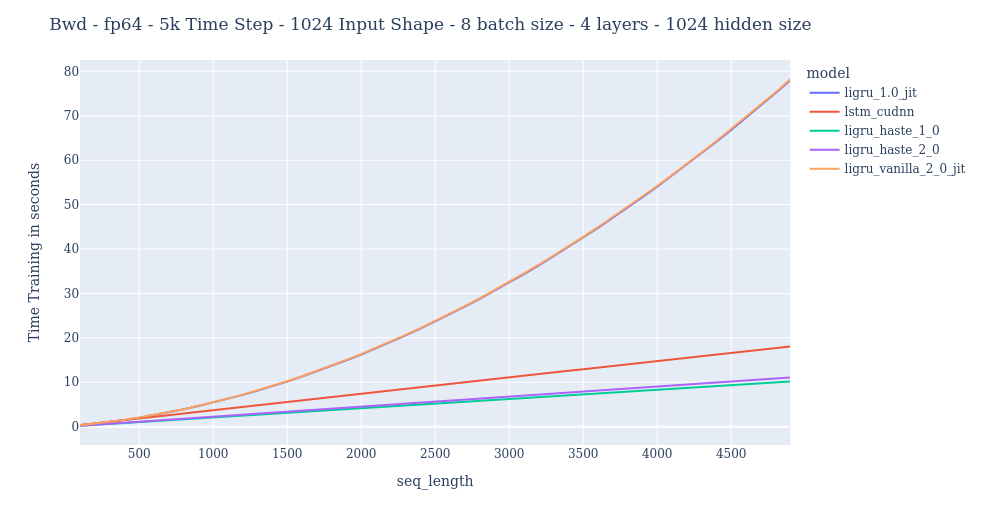 Bwd - fp64 - 5k Time Step - 1024 Input Shape - 8 batch size - 4 layers - 1024 hidden size
model
ligru_1.0_jit
lstm_cudnn
ligru_haste_1_0
ligru_haste_2_0
ligru_vanilla_2_0_jit
Time Training in seconds
80
70
60
50
40
30
20
10
0
500
1000
1500
2000
2500
3000
3500
4000
4500
seq_length